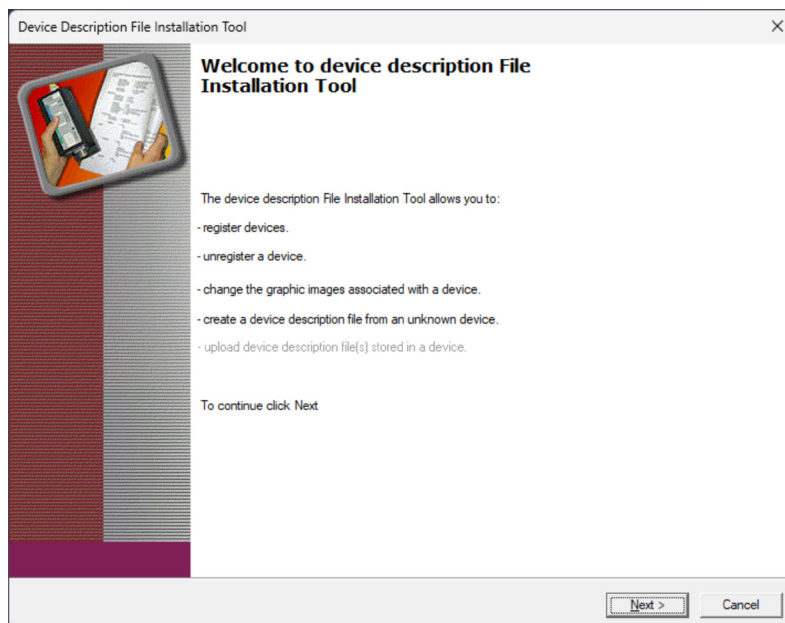 Device Description File Installation Tool
Welcome to device description File
Installation Tool
The device description File Installation Tool allows you to:
- register devices.
- unregister a device.
- change the graphic images associated with a device.
- create a device description file from an unknown device.
- upload device description file(s) stored in a device.
To continue click Next
Next >
Cancel